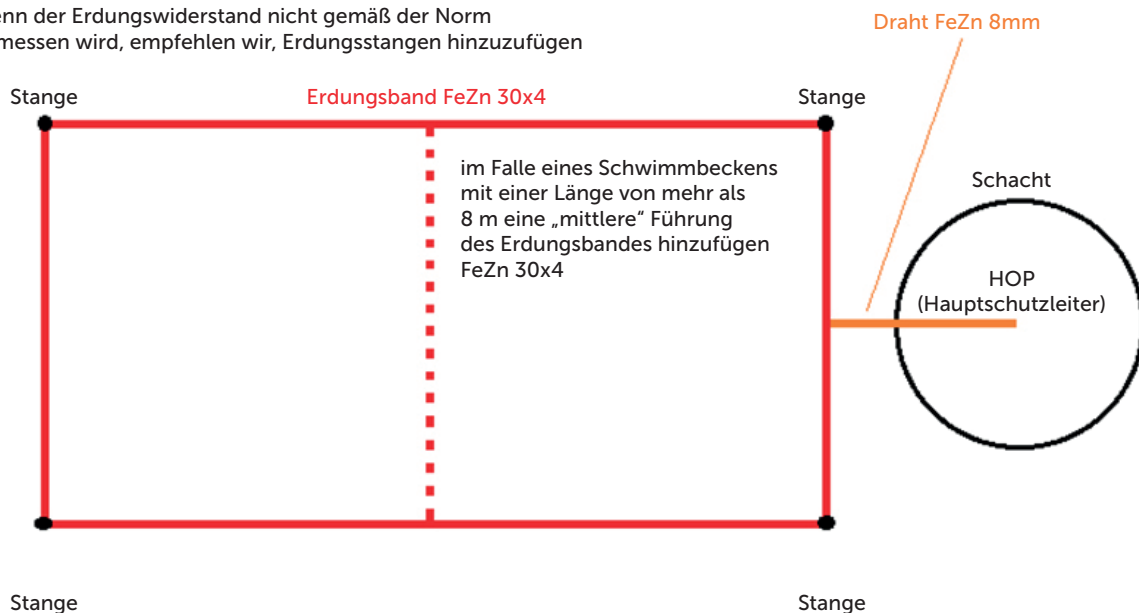 enn der Erdungswiderstand nicht gemäß der Norm
messen wird, empfehlen wir, Erdungsstangen hinzuzufügen
Draht FeZn 8mm
Stange
Erdungsband FeZn 30x4
Stange
im Falle eines Schwimmbeckens
mit einer Länge von mehr als
8 m eine „mittlere“ Führung
des Erdungsbandes hinzufügen
FeZn 30x4
Schacht
HOP
(Hauptschutzleiter)
Stange
Stange